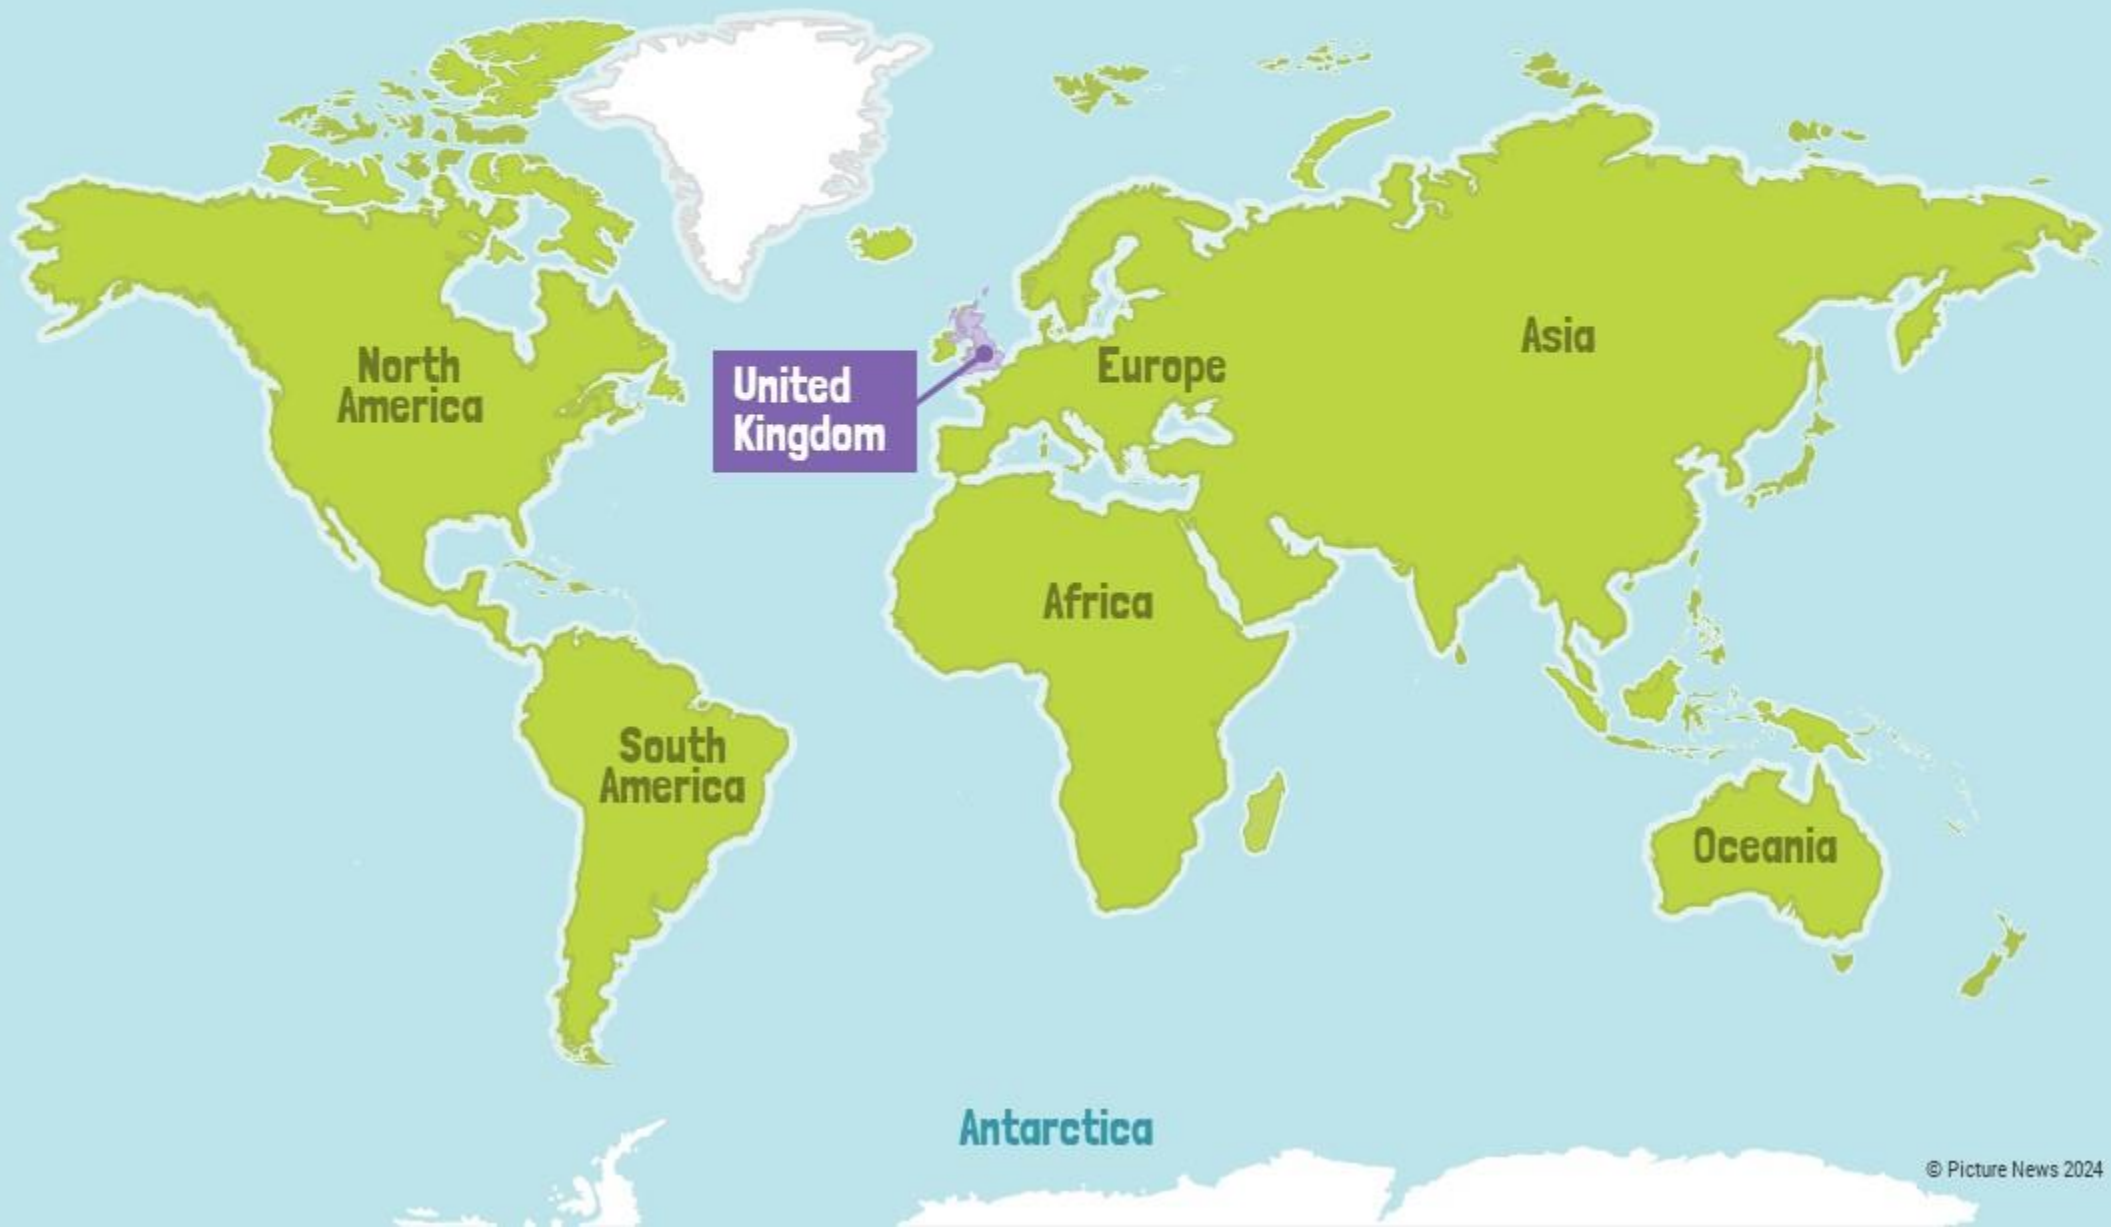 North
America
United
Kingdom
Europe
Asia
Africa
South
America
Oceania
Antarctica
© Picture News 2024